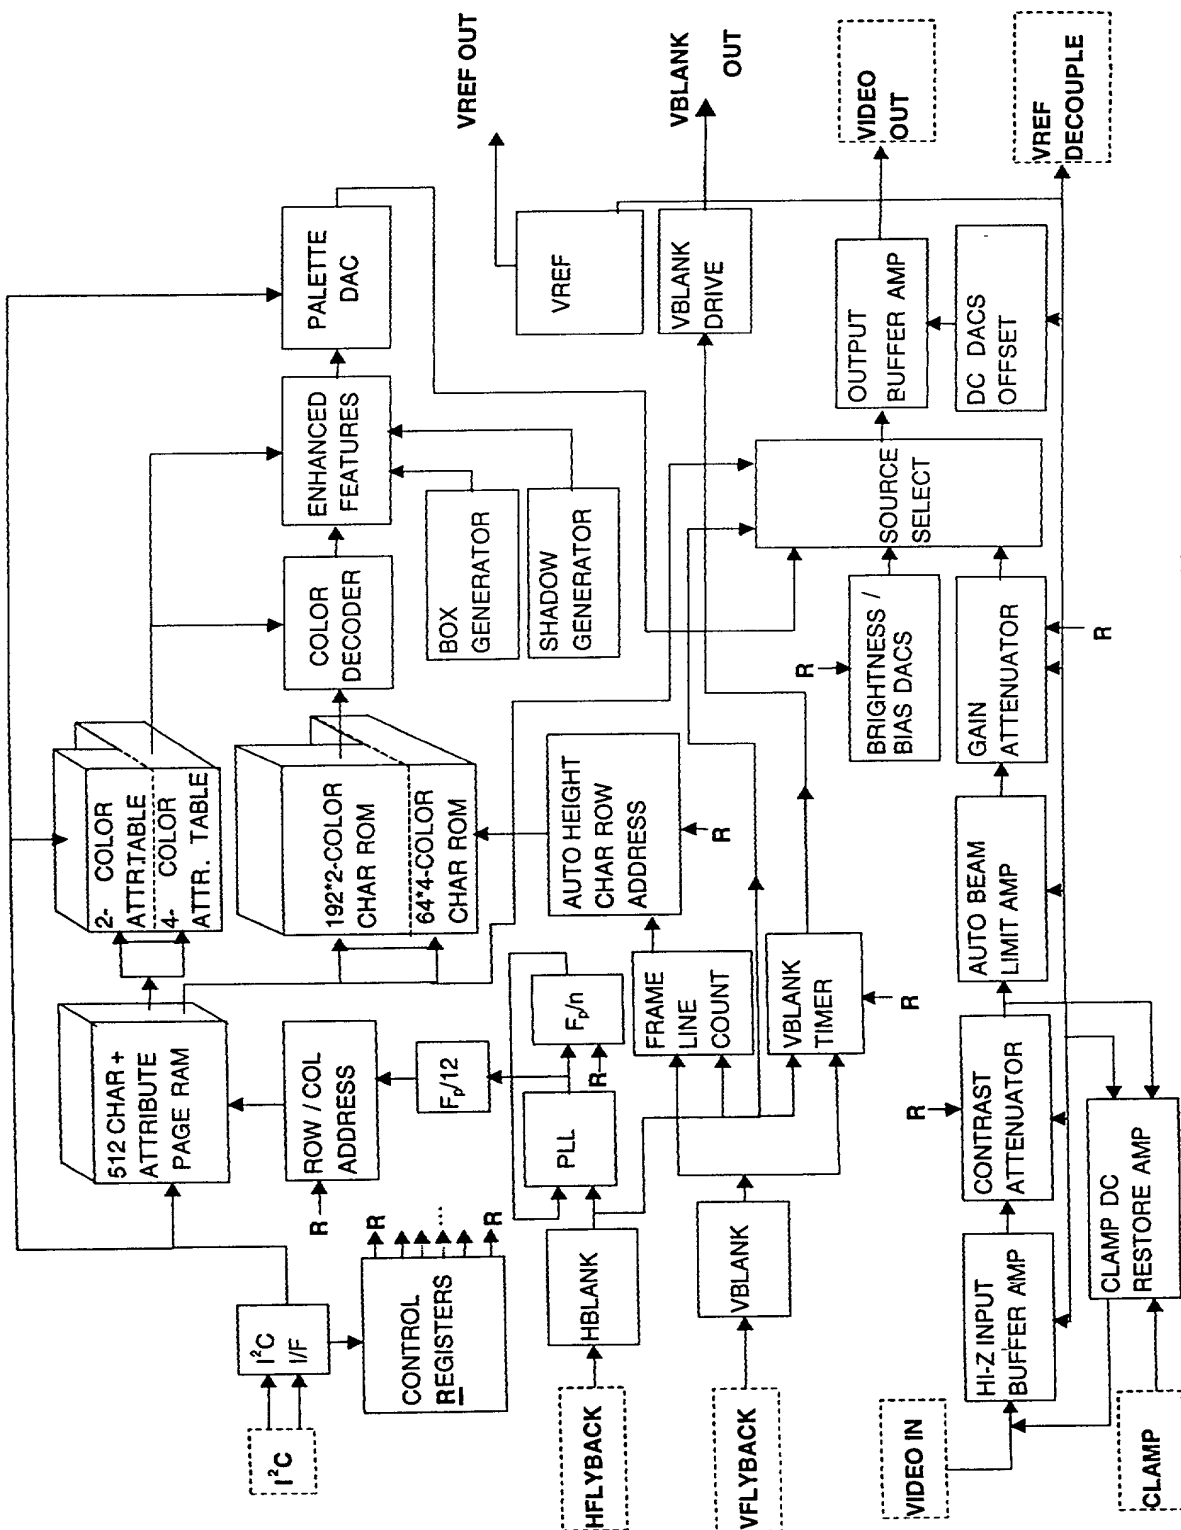 I²C
I²C
I/F
CONTROL
REGISTERS
R
R
...
512 CHAR+
ATTRIBUTE
PAGE RAM
2- COLOR
ATTRTABLE
4- COLOR
ATTR. TABLE
R
ROW / COL
ADDRESS
192*2-COLOR
CHAR ROM
64*4-COLOR
CHAR ROM
COLOR
DECODER
ENHANCED
FEATURES
PALETTE
DAC
BOX
GENERATOR
SHADOW
GENERATOR
VREF OUT
VREF
Fp/12
Fp/n
R
PLL
HFLYBACK
HBLANK
AUTO HEIGHT
CHAR ROW
ADDRESS
R
FRAME
LINE
COUNT
VBLANK
DRIVE
VBLANK
OUT
VFLYBACK
VBLANK
VBLANK
TIMER
R
R
BRIGHTNESS /
BIAS DACS
SOURCE
SELECT
OUTPUT
BUFFER AMP
VIDEO
OUT
VIDEO IN
HI-Z INPUT
BUFFER AMP
R
CONTRAST
ATTENUATOR
AUTO BEAM
LIMIT AMP
GAIN
ATTENUATOR
R
DC DACS
OFFSET
VREF
DECOUPLE
CLAMP
CLAMP DC
RESTORE AMP